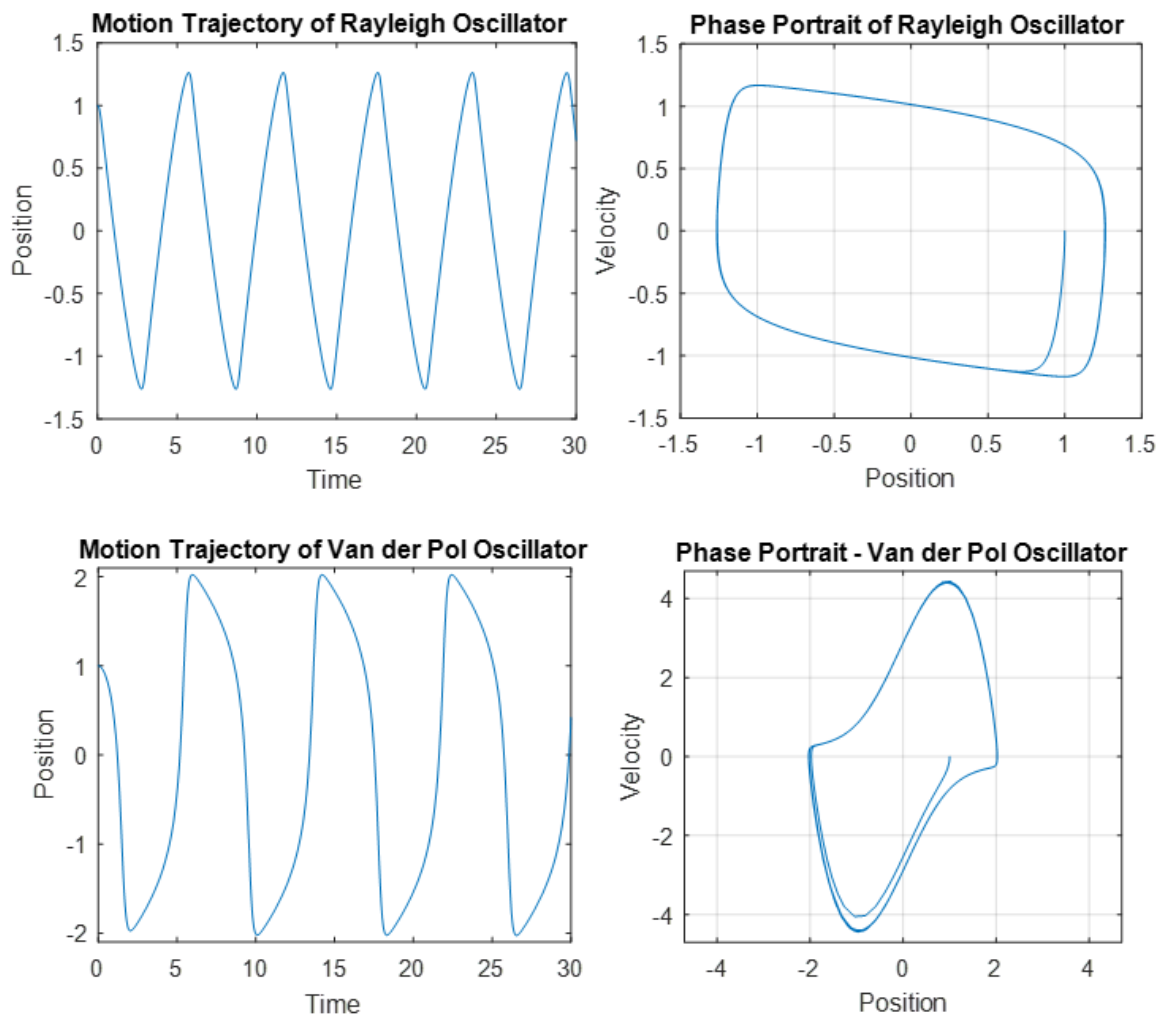 Motion Trajectory of Rayleigh Oscillator
1.5
1
0.5
0
-0.5
-1
-1.5
Position
0 5 10 15 20 25 30
Time
Phase Portrait of Rayleigh Oscillator
1.5
1
0.5
0
-0.5
-1
-1.5
Velocity
-1.5 -1 -0.5 0 0.5 1 1.5
Position
Motion Trajectory of Van der Pol Oscillator
2
1
0
-1
-2
Position
0 5 10 15 20 25 30
Time
Phase Portrait - Van der Pol Oscillator
4
2
0
-2
-4
Velocity
-4 -2 0 2 4
Position